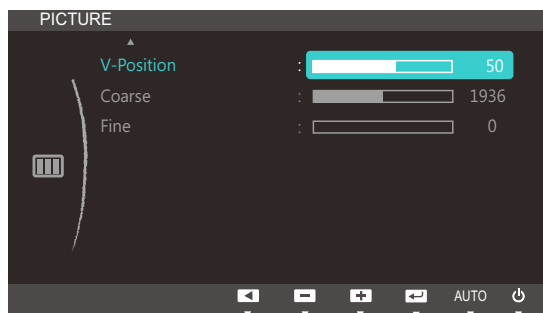 PICTURE
V-Position : 50
Coarse : 1936
Fine : 0
AUTO